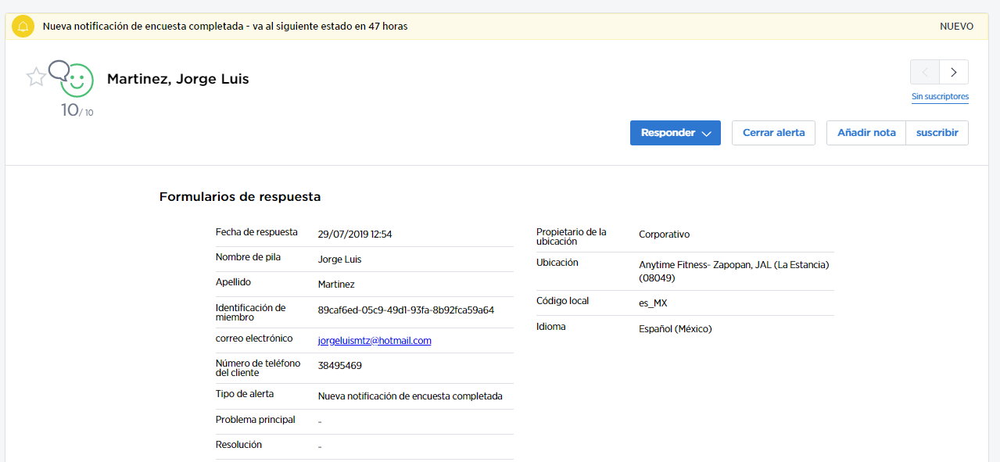 Nueva notificación de encuesta completada - va al siguiente estado en 47 horas
NUEVO
Martinez, Jorge Luis
10/ 10
Sin suscriptores
Responder
Cerrar alerta
Añadir nota
suscribir
Formularios de respuesta
Fecha de respuesta
29/07/2019 12:54
Nombre de pila
Jorge Luis
Apellido
Martinez
Identificación de
miembro
89caf6ed-05c9-49d1-93fa-8b92fca59a64
correo electrónico
jorgeluismtz@hotmail.com
Número de teléfono
del cliente
38495469
Tipo de alerta
Nueva notificación de encuesta completada
Problema principal
-
Resolución
-
Propietario de la
ubicación
Corporativo
Ubicación
Anytime Fitness- Zapopan, JAL (La Estancia)
(08049)
Código local
es_MX
Idioma
Español (México)